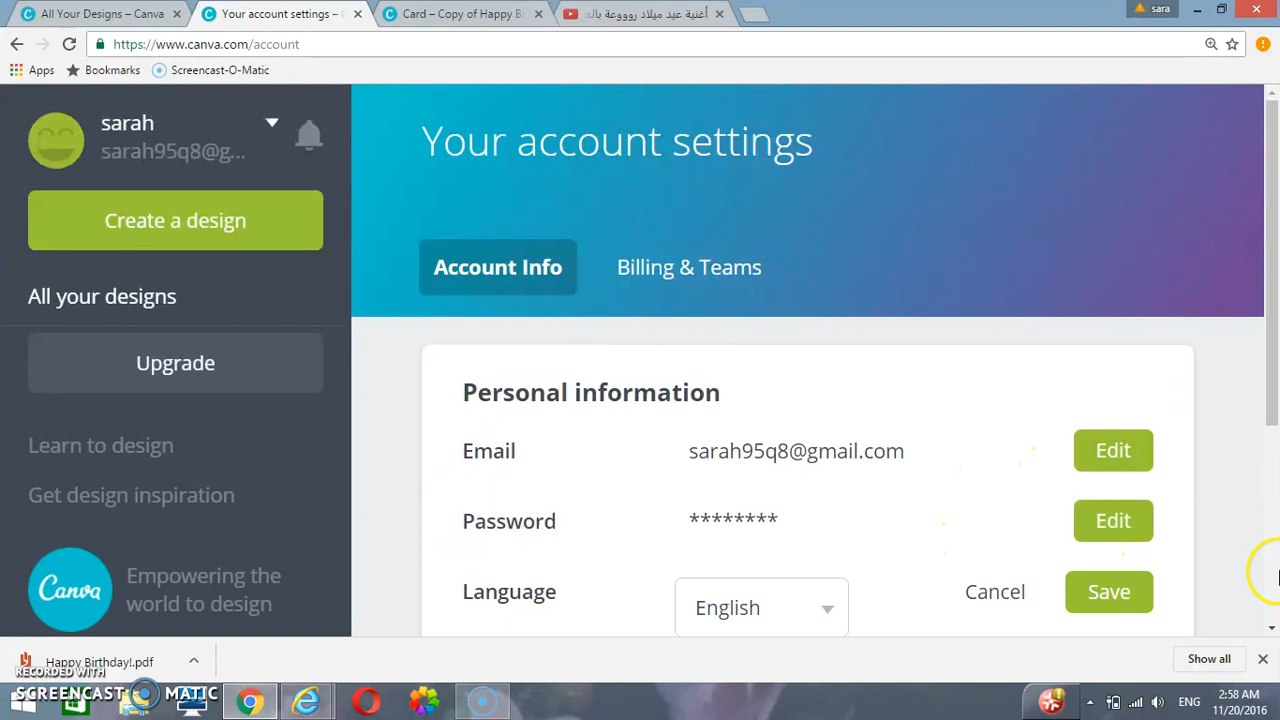 All Your Designs – Canva
Your account settings – C
Card – Copy of Happy B
أغنية عيد ميلاد روووعة بالـ
sara
https://www.canva.com/account
Apps
Bookmarks
Screencast-O-Matic
sarah
sarah95q8@g...
Create a design
All your designs
Upgrade
Learn to design
Get design inspiration
Canva
Empowering the
world to design
Your account settings
Account Info
Billing & Teams
Personal information
Email
sarah95q8@gmail.com
Edit
Password
********
Edit
Language
English
Cancel
Save
Happy Birthday!.pdf
Show all
RECORDED WITH
SCREENCAST MATIC
ENG
2:58 AM
11/20/2016